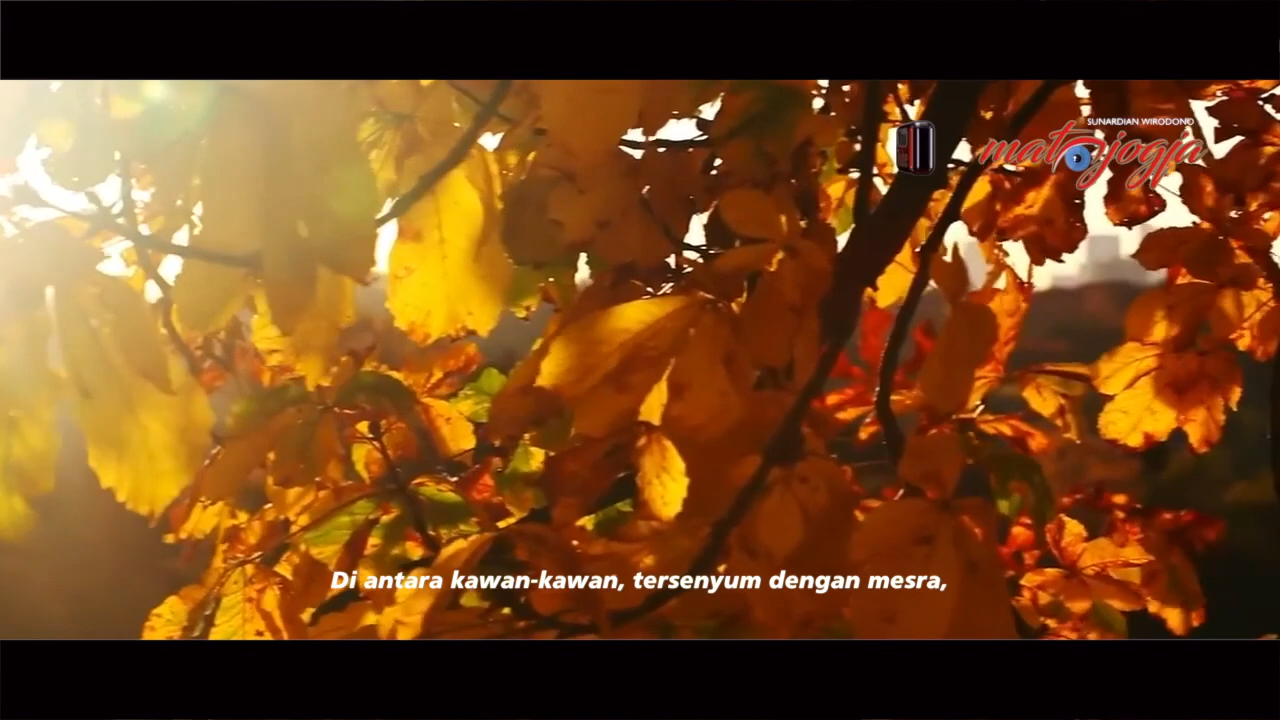 SUNARDIAN WIRODONO
matajogja
Di antara kawan-kawan, tersenyum dengan mesra,